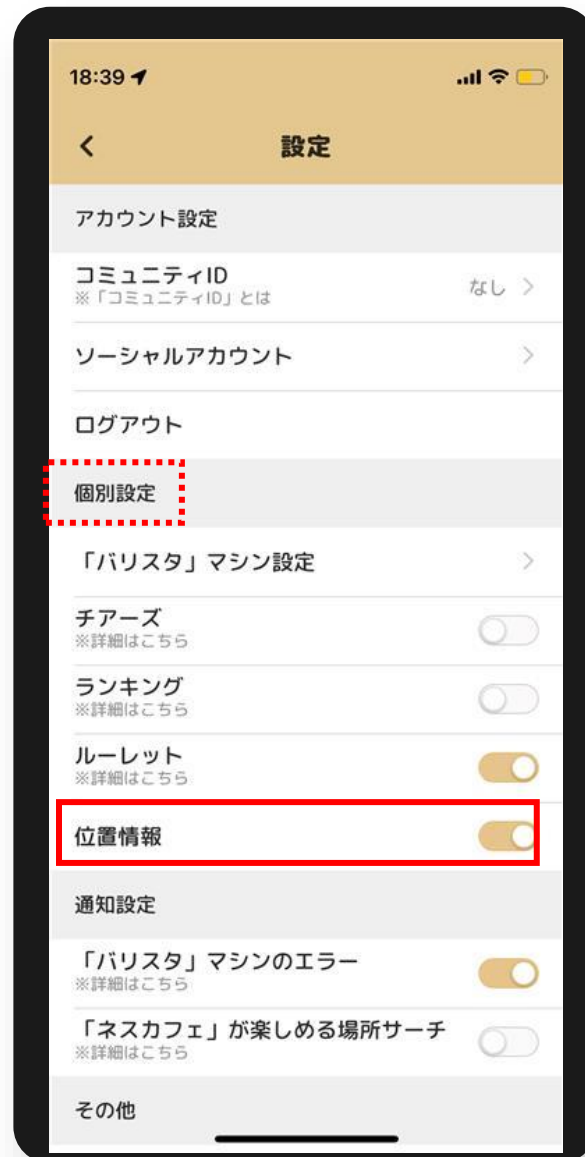 18:39
設定
アカウント設定
コミュニティID
※「コミュニティID」とは
なし
ソーシャルアカウント
ログアウト
個別設定
「バリスタ」マシン設定
チアーズ
※詳細はこちら
ランキング
※詳細はこちら
ルーレット
※詳細はこちら
位置情報
通知設定
「バリスタ」マシンのエラー
※詳細はこちら
「ネスカフェ」が楽しめる場所サーチ
※詳細はこちら
その他